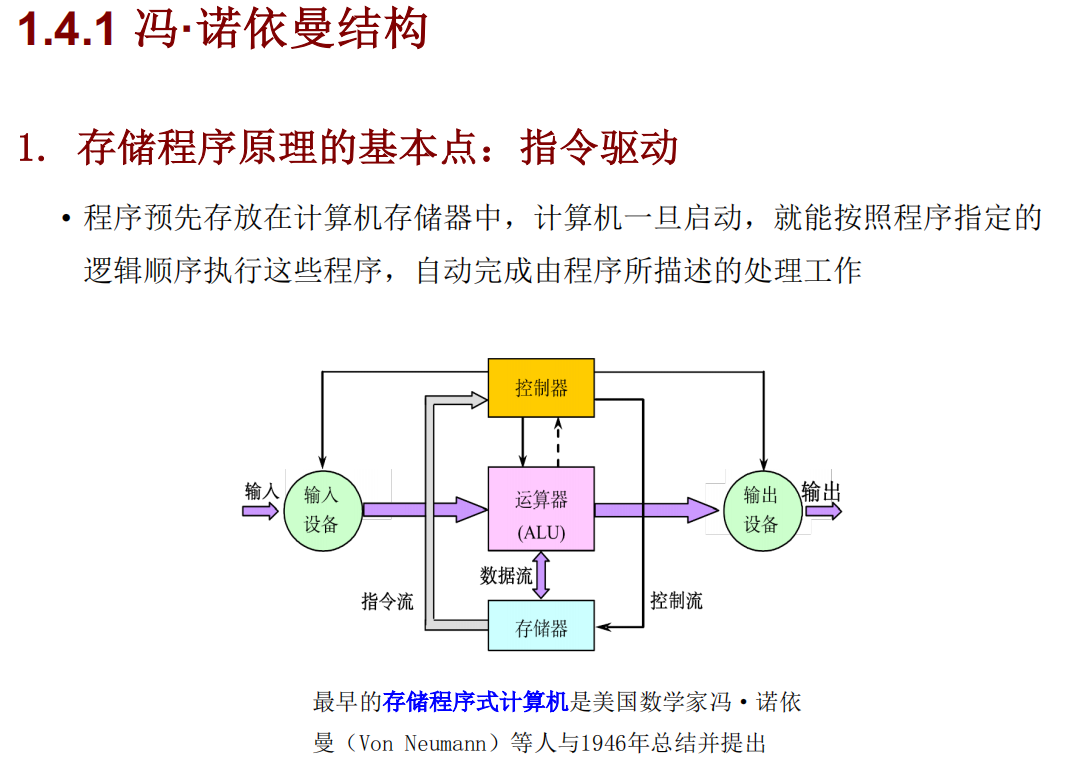 1.4.1 冯·诺依曼结构
1. 存储程序原理的基本点：指令驱动
• 程序预先存放在计算机存储器中，计算机一旦启动，就能按照程序指定的
逻辑顺序执行这些程序，自动完成由程序所描述的处理工作
控制器
输入
输入
设备
运算器
(ALU)
输出
设备
输出
数据流
指令流
控制流
存储器
最早的存储程序式计算机是美国数学家冯·诺依
曼（Von Neumann）等人与1946年总结并提出